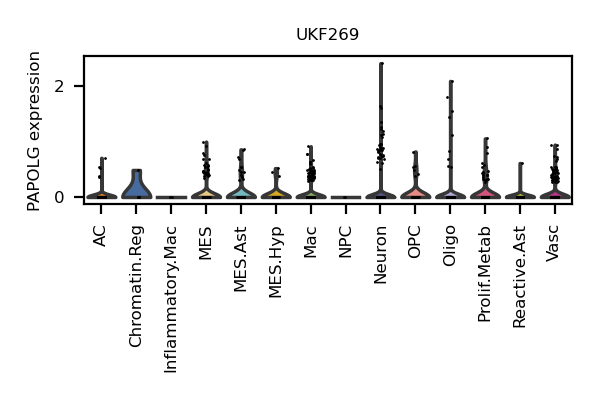 UKF269
PAPOLG expression
2
0
AC
Chromatin.Reg
Inflammatory.Mac
MES
MES.Ast
MES.Hyp
Mac
NPC
Neuron
OPC
Oligo
Prolif.Metab
Reactive.Ast
Vasc